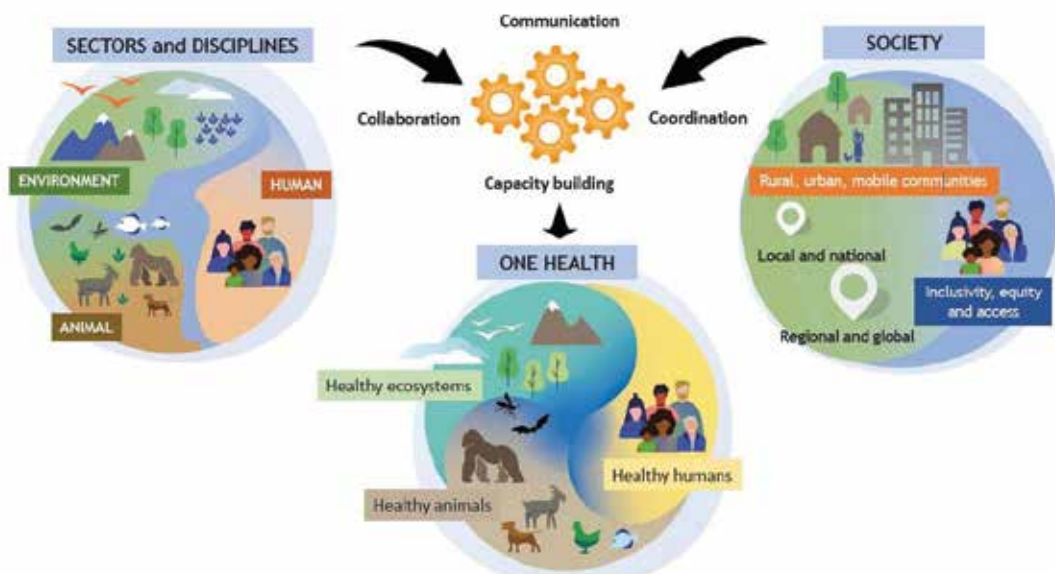 Communication
SECTORS and DISCIPLINES
SOCIETY
Collaboration
Coordination
ENVIRONMENT
HUMAN
Capacity building
Rural, urban, mobile communities
Local and national
ONE HEALTH
Inclusivity, equity
and access
ANIMAL
Regional and global
Healthy ecosystems
Healthy humans
Healthy animals